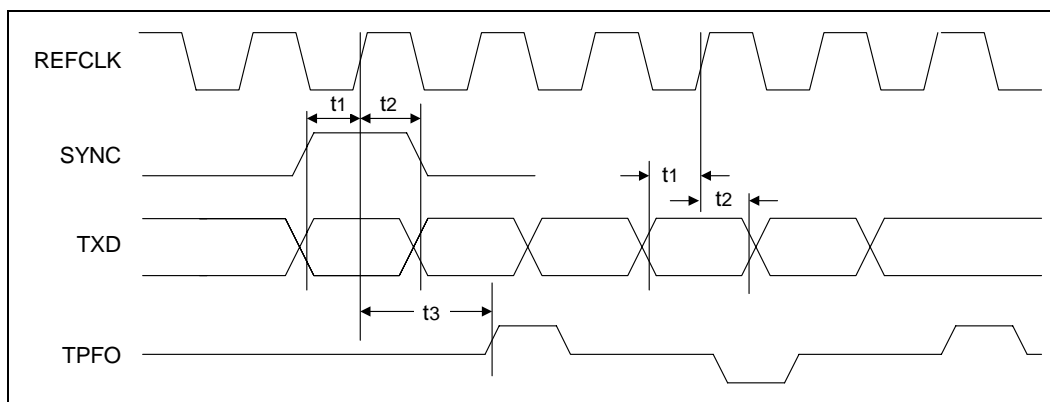 REFCLK
t1 t2
SYNC
t1
t2
TXD
t3
TPFO